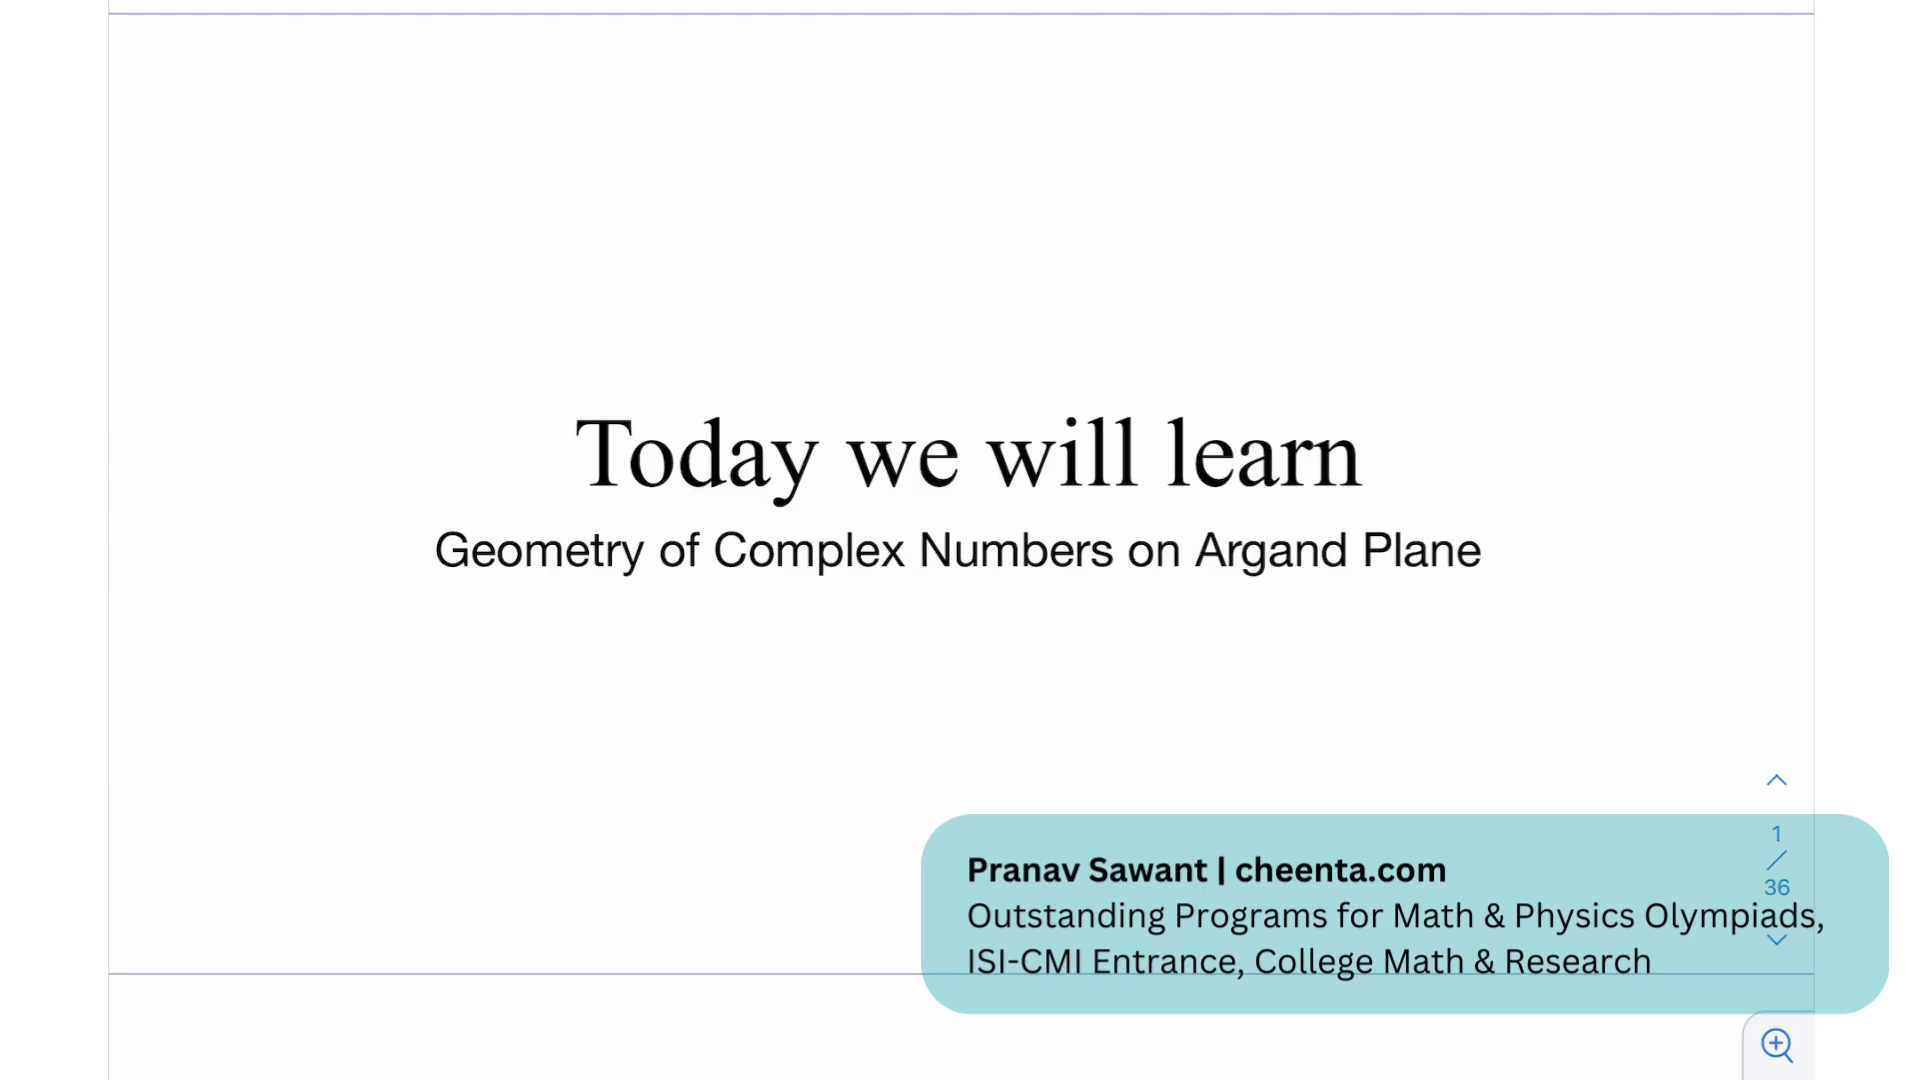 Today we will learn
Geometry of Complex Numbers on Argand Plane
1
/
36
Pranav Sawant | cheenta.com
Outstanding Programs for Math & Physics Olympiads,
ISI-CMI Entrance, College Math & Research